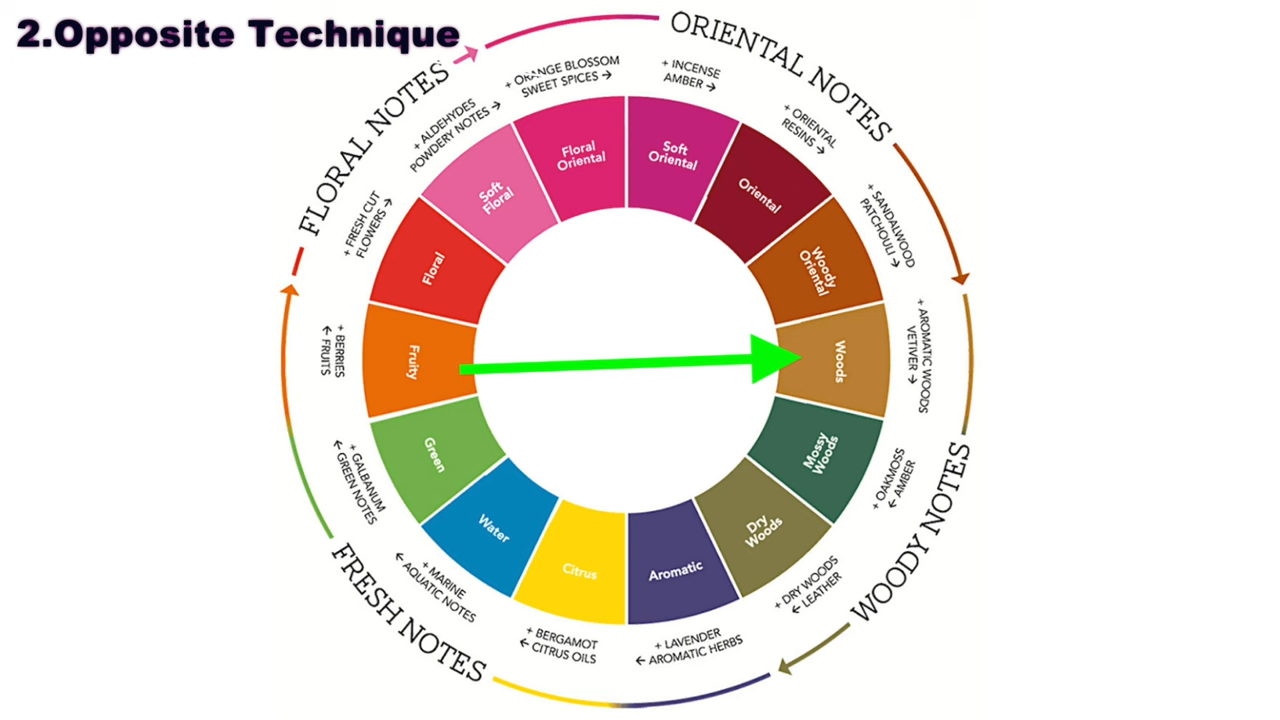 2.Opposite Technique
ORIENTAL NOTES
+ INCENSE
AMBER →
+ ORIENTAL
RESINS →
+ SANDALWOOD
PATCHOULI →
+ AROMATIC WOODS
VETIVER →
WOODY NOTES
+ OAKMOSS
← AMBER
+ DRY WOODS
← LEATHER
+ LAVENDER
← AROMATIC HERBS
+ BERGAMOT
← CITRUS OILS
FRESH NOTES
+ MARINE
← AQUATIC NOTES
+ GALBANUM
← GREEN NOTES
+ BERRIES
← FRUITS
FLORAL NOTES
+ FRESH CUT
FLOWERS →
+ ALDEHYDES
POWDERY NOTES →
+ ORANGE BLOSSOM
SWEET SPICES →
Soft
Oriental
Oriental
Woody
Oriental
Woods
Mossy
Woods
Dry
Woods
Aromatic
Citrus
Water
Green
Fruity
Floral
Soft
Floral
Floral
Oriental